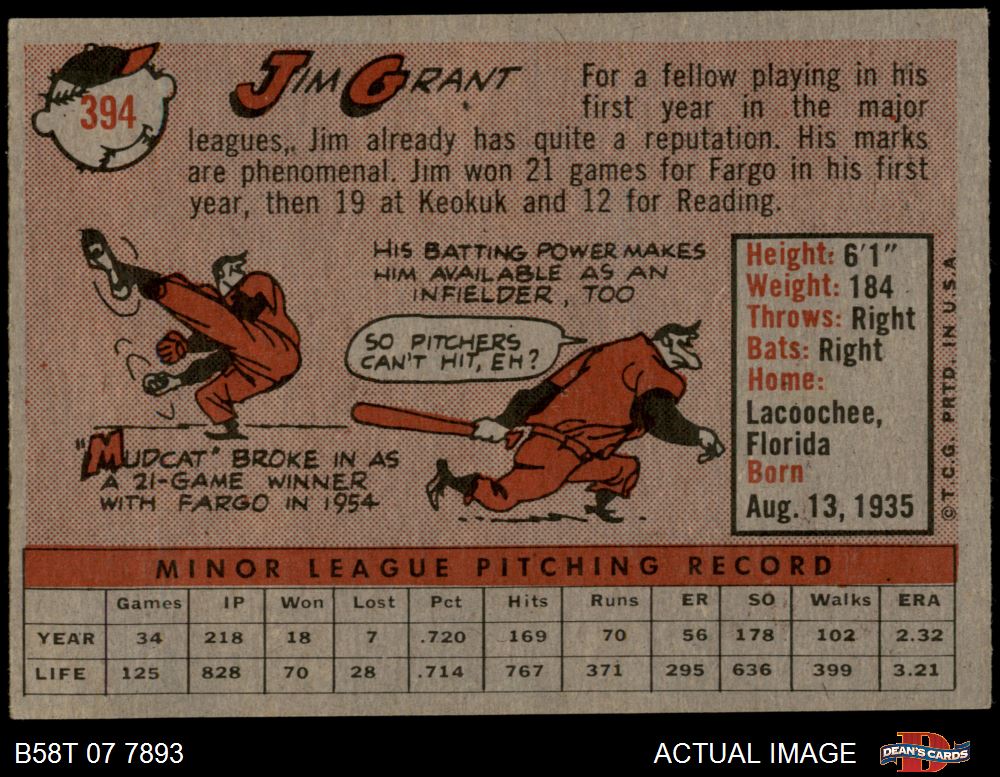 394
JIM GRANT
For a fellow playing in his
first year in the major
leagues,. Jim already has quite a reputation. His marks
are phenomenal. Jim won 21 games for Fargo in his first
year, then 19 at Keokuk and 12 for Reading.
HIS BATTING POWER MAKES
HIM AVAILABLE AS AN
INFIELDER, TOO
SO PITCHERS
CAN'T HIT, EH?
"MUDCAT" BROKE IN AS
A 21-GAME WINNER
WITH FARGO IN 1954
Height: 6'1"
Weight: 184
Throws: Right
Bats: Right
Home:
Lacoochee,
Florida
Born
Aug. 13, 1935
©T.C.G. PRTD. IN U.S.A.
MINOR LEAGUE PITCHING RECORD
Games IP Won Lost Pct Hits Runs ER SO Walks ERA
YEAR 34 218 18 7 .720 169 70 56 178 102 2.32
LIFE 125 828 70 28 .714 767 371 295 636 399 3.21
B58T 07 7893
ACTUAL IMAGE
D
DEAN'S CARDS